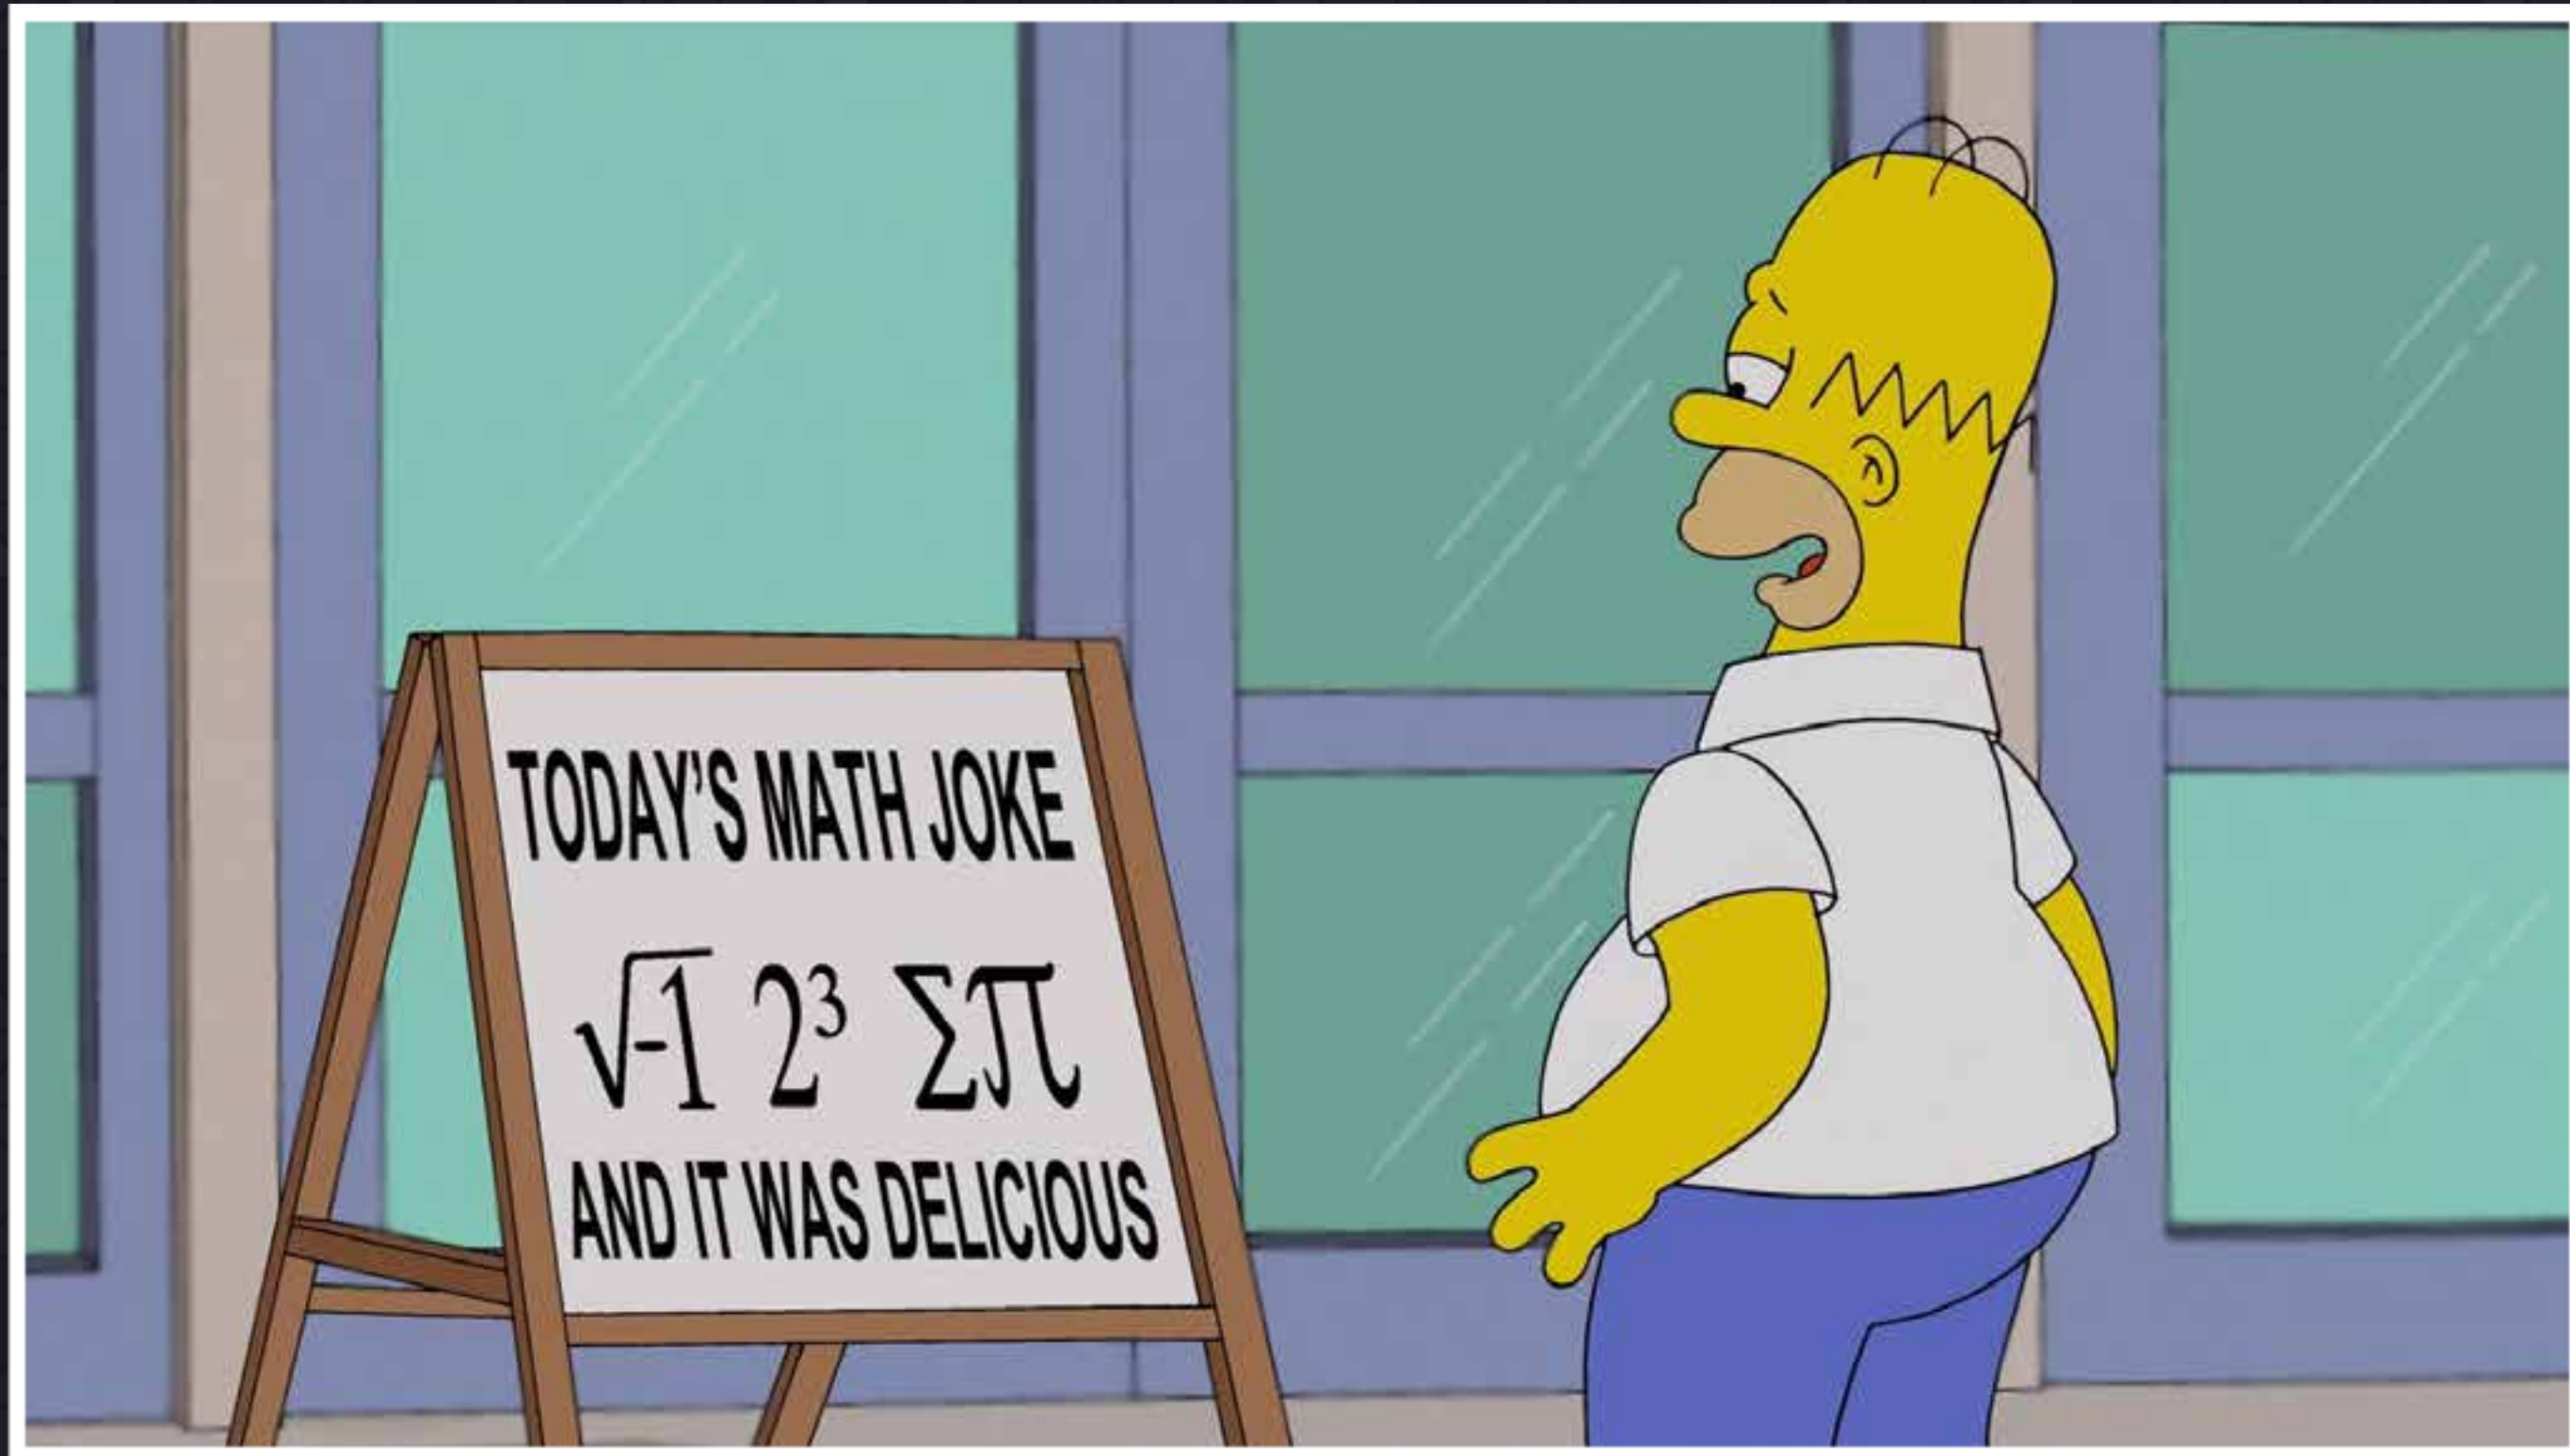 TODAY'S MATH JOKE
√-1 2³ Σπ
AND IT WAS DELICIOUS